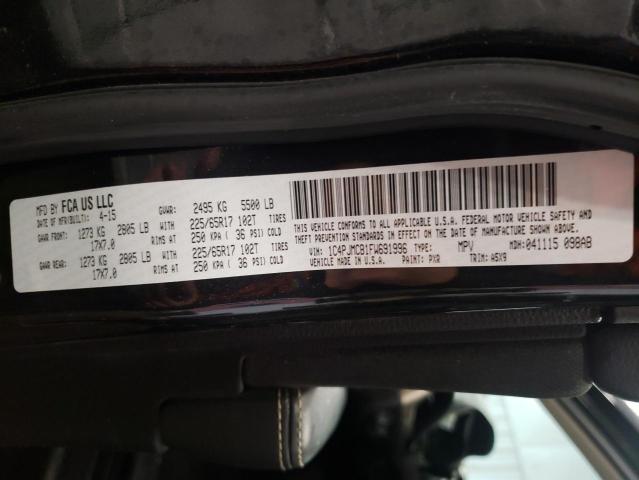 MFD BY FCA US LLC
DATE OF MFR(BUILT): 4-15 GVWR: 2495 KG 5500 LB
GAWR FRONT: 1273 KG 2805 LB WITH 225/65R17 102T TIRES
17X7.0 RIMS AT 250 KPA ( 36 PSI) COLD
GAWR REAR: 1273 KG 2805 LB WITH 225/65R17 102T TIRES
17X7.0 RIMS AT 250 KPA ( 36 PSI) COLD
THIS VEHICLE CONFORMS TO ALL APPLICABLE U.S.A. FEDERAL MOTOR VEHICLE SAFETY,
THEFT PREVENTION STANDARDS IN EFFECT ON THE DATE OF MANUFACTURE SHOWN ABOVE.
VIN: 1C4PJMCB1FW691996 TYPE: MPV MDH: 041115 098AB
VEHICLE MADE IN U.S.A. PAINT: PXR TRIM: A5X9